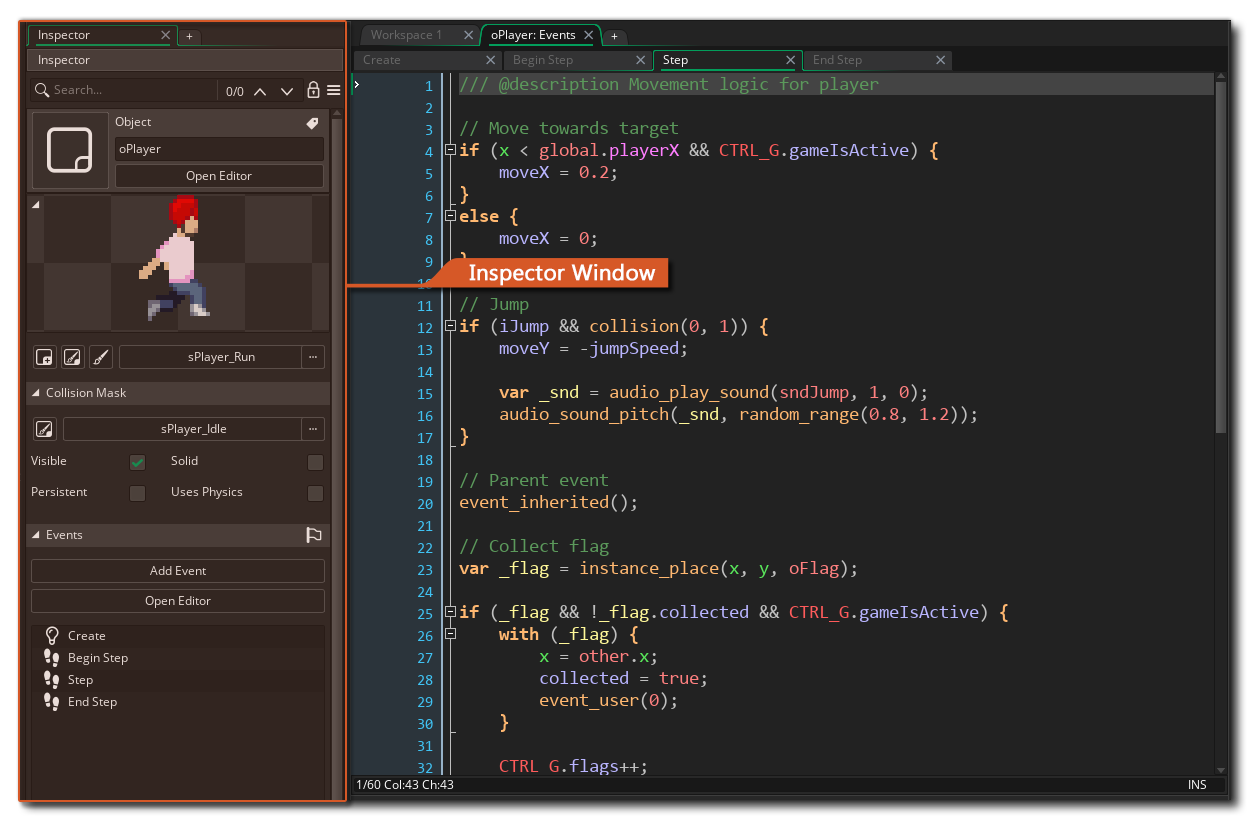 Inspector
Inspector
Search...
0/0
Object
oPlayer
Open Editor
sPlayer_Run
...
Collision Mask
sPlayer_Idle
...
Visible
Solid
Persistent
Uses Physics
Events
Add Event
Open Editor
Create
Begin Step
Step
End Step
Inspector Window
Workspace 1
oPlayer: Events
Create
Begin Step
Step
End Step
1 /// @description Movement logic for player
2
3 // Move towards target
4 if (x < global.playerX && CTRL_G.gameIsActive) {
5 moveX = 0.2;
6 }
7 else {
8 moveX = 0;
9 }
10
11 // Jump
12 if (iJump && collision(0, 1)) {
13 moveY = -jumpSpeed;
14
15 var _snd = audio_play_sound(sndJump, 1, 0);
16 audio_sound_pitch(_snd, random_range(0.8, 1.2));
17 }
18
19 // Parent event
20 event_inherited();
21
22 // Collect flag
23 var _flag = instance_place(x, y, oFlag);
24
25 if (_flag && !_flag.collected && CTRL_G.gameIsActive) {
26 with (_flag) {
27 x = other.x;
28 collected = true;
29 event_user(0);
30 }
31
32 CTRL_G.flags++;
1/60 Col:43 Ch:43
INS